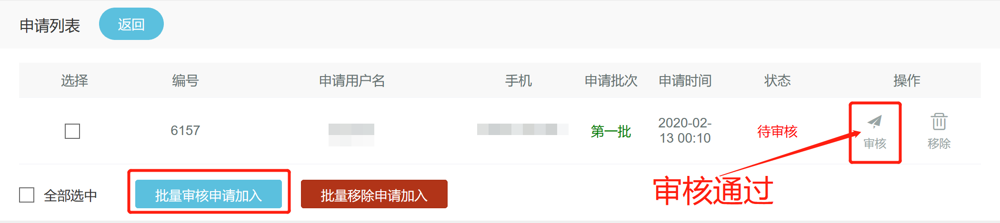 申请列表 返回
选择 编号 申请用户名 手机 申请批次 申请时间 状态 操作
6157 第一批 2020-02-13 00:10 待审核 审核 移除
全部选中 批量审核申请加入 批量移除申请加入 审核通过